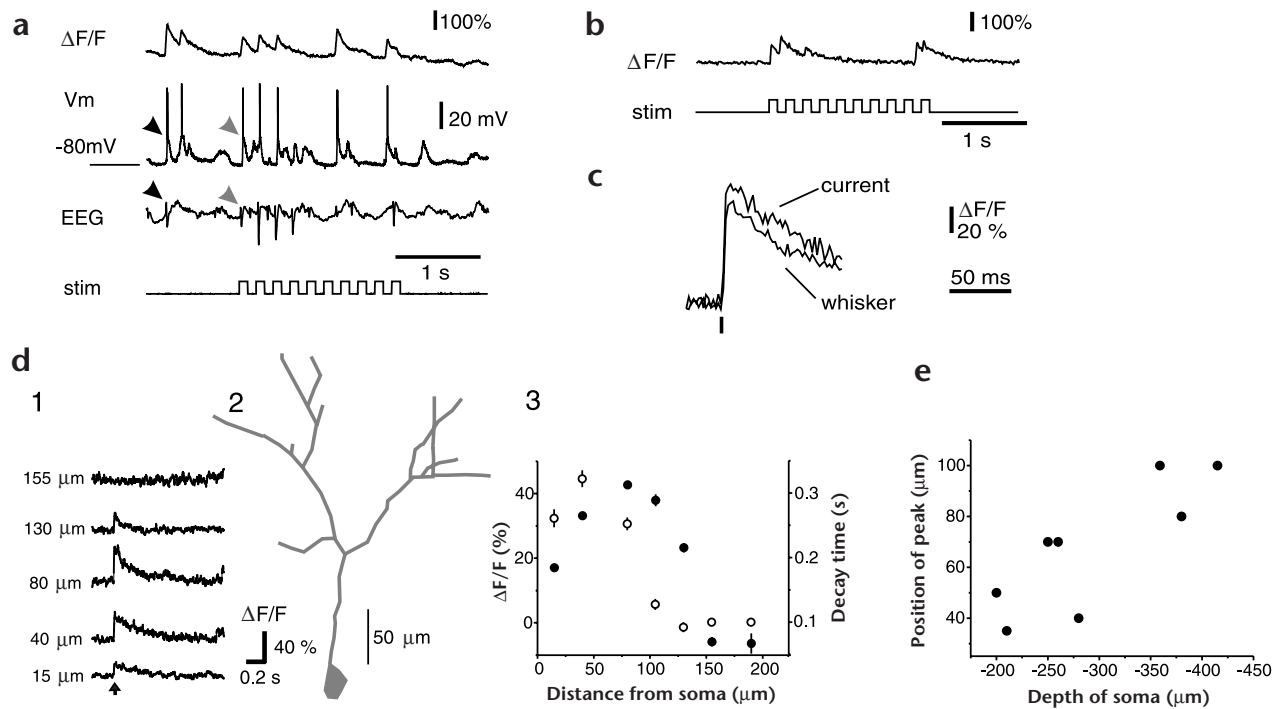 a
ΔF/F
100%
Vm
20 mV
-80mV
EEG
1 s
stim
b
100%
ΔF/F
stim
1 s
c
current
ΔF/F
20 %
50 ms
whisker
d
1
2
3
155 μm
130 μm
80 μm
40 μm
15 μm
ΔF/F
40 %
0.2 s
50 μm
ΔF/F (%)
40
20
0
0.3
0.2
0.1
Decay time (s)
0
50
100
150
200
Distance from soma (μm)
e
Position of peak (μm)
100
80
60
40
-200
-250
-300
-350
-400
-450
Depth of soma (μm)